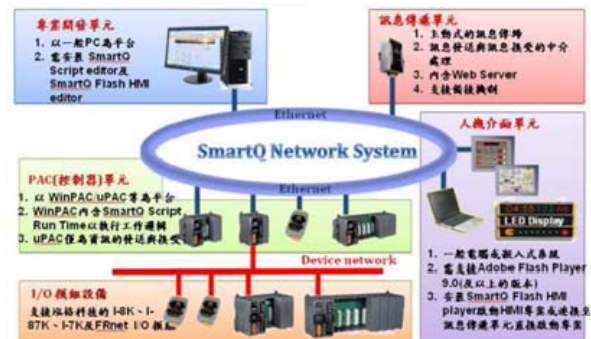 專案開發單元
1. 以一般PC為平台
2. 需安裝 SmartQ
Script editor及
SmartQ Flash HMI
editor
訊息傳遞單元
1. 主動式的訊息傳遞
2. 訊息發送與訊息接受的中介
處理
3. 內含Web Server
4. 支援備援機制
Ethernet
SmartQ Network System
Ethernet
人機介面單元
LED Display
1. 一般電腦或嵌入式系統
2. 需支援Adobe Flash Player
9.0(及以上的版本)
3. 安裝SmartQ Flash HMI
player啟動HMI專案或連接至
訊息傳遞單元直接啟動專案
PAC(控制器)單元
1. 以 WinPAC/uPAC等為平台
2. WinPAC內含SmartQ Script
Run Time以執行工作邏輯
3. uPAC僅為資訊的發送與接受
Device network
I/O 模組設備
支援泓格科技的 I-8K、I-
87K、I-7K及FRnet I/O 模組